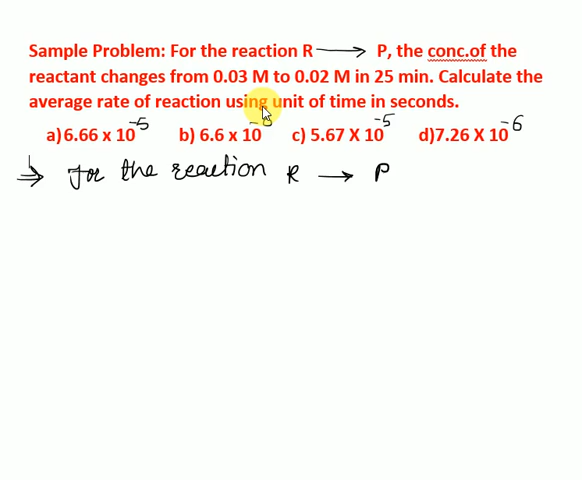 Sample Problem: For the reaction R → P, the conc.of the
reactant changes from 0.03 M to 0.02 M in 25 min. Calculate the
average rate of reaction using unit of time in seconds.
a)6.66 x 10⁻⁵ b) 6.6 x 10 c) 5.67 X 10⁻⁵ d)7.26 X 10⁻⁶
⇒ For the reaction R → P